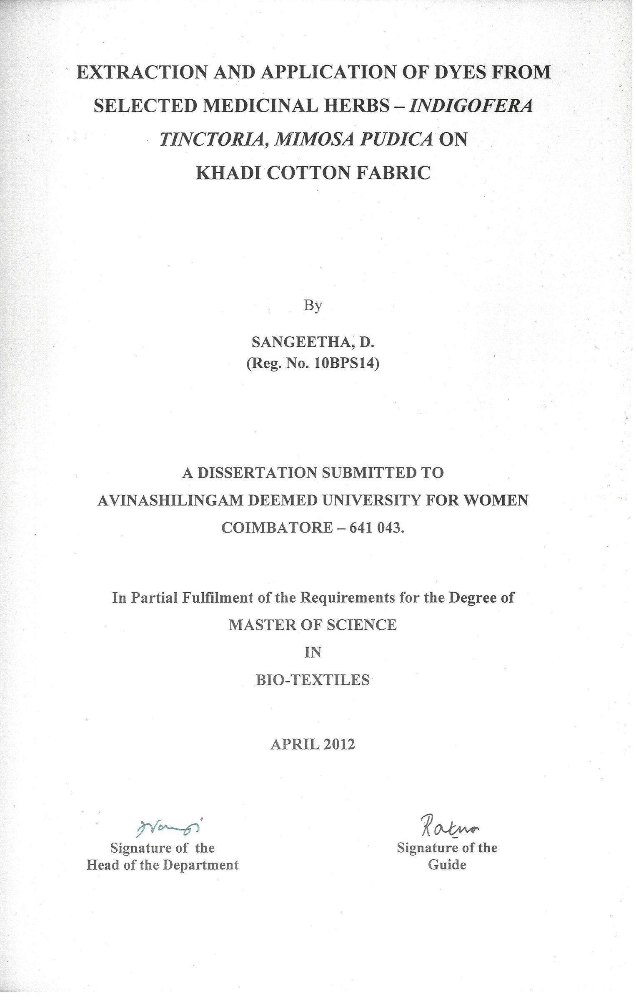 EXTRACTION AND APPLICATION OF DYES FROM
SELECTED MEDICINAL HERBS – INDIGOFERA
TINCTORIA, MIMOSA PUDICA ON
KHADI COTTON FABRIC
By
SANGEETHA, D.
(Reg. No. 10BPS14)
A DISSERTATION SUBMITTED TO
AVINASHILINGAM DEEMED UNIVERSITY FOR WOMEN
COIMBATORE – 641 043.
In Partial Fulfilment of the Requirements for the Degree of
MASTER OF SCIENCE
IN
BIO-TEXTILES
APRIL 2012
Ratna
Signature of the
Head of the Department
Signature of the
Guide